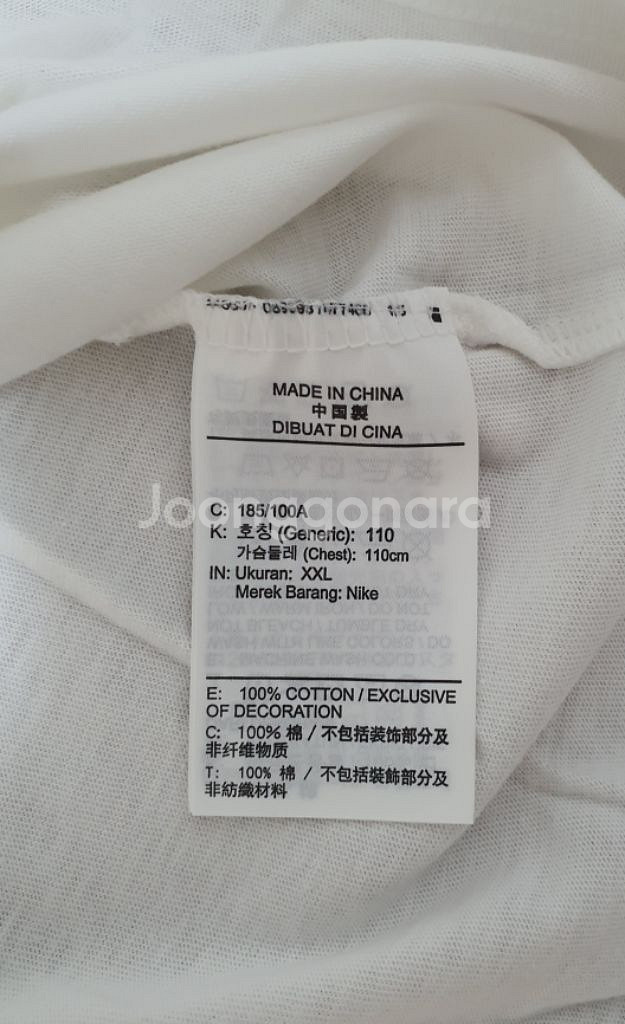 MADE IN CHINA
中国製
DIBUAT DI CINA
Joonggonara
C: 185/100A
K: 호칭 (Generic): 110
가슴둘레 (Chest): 110cm
IN: Ukuran: XXL
Merek Barang: Nike
E: 100% COTTON / EXCLUSIVE
OF DECORATION
C: 100% 棉 / 不包括装饰部分及
非纤维物质
T: 100% 棉 / 不包括裝飾部分及
非紡織材料